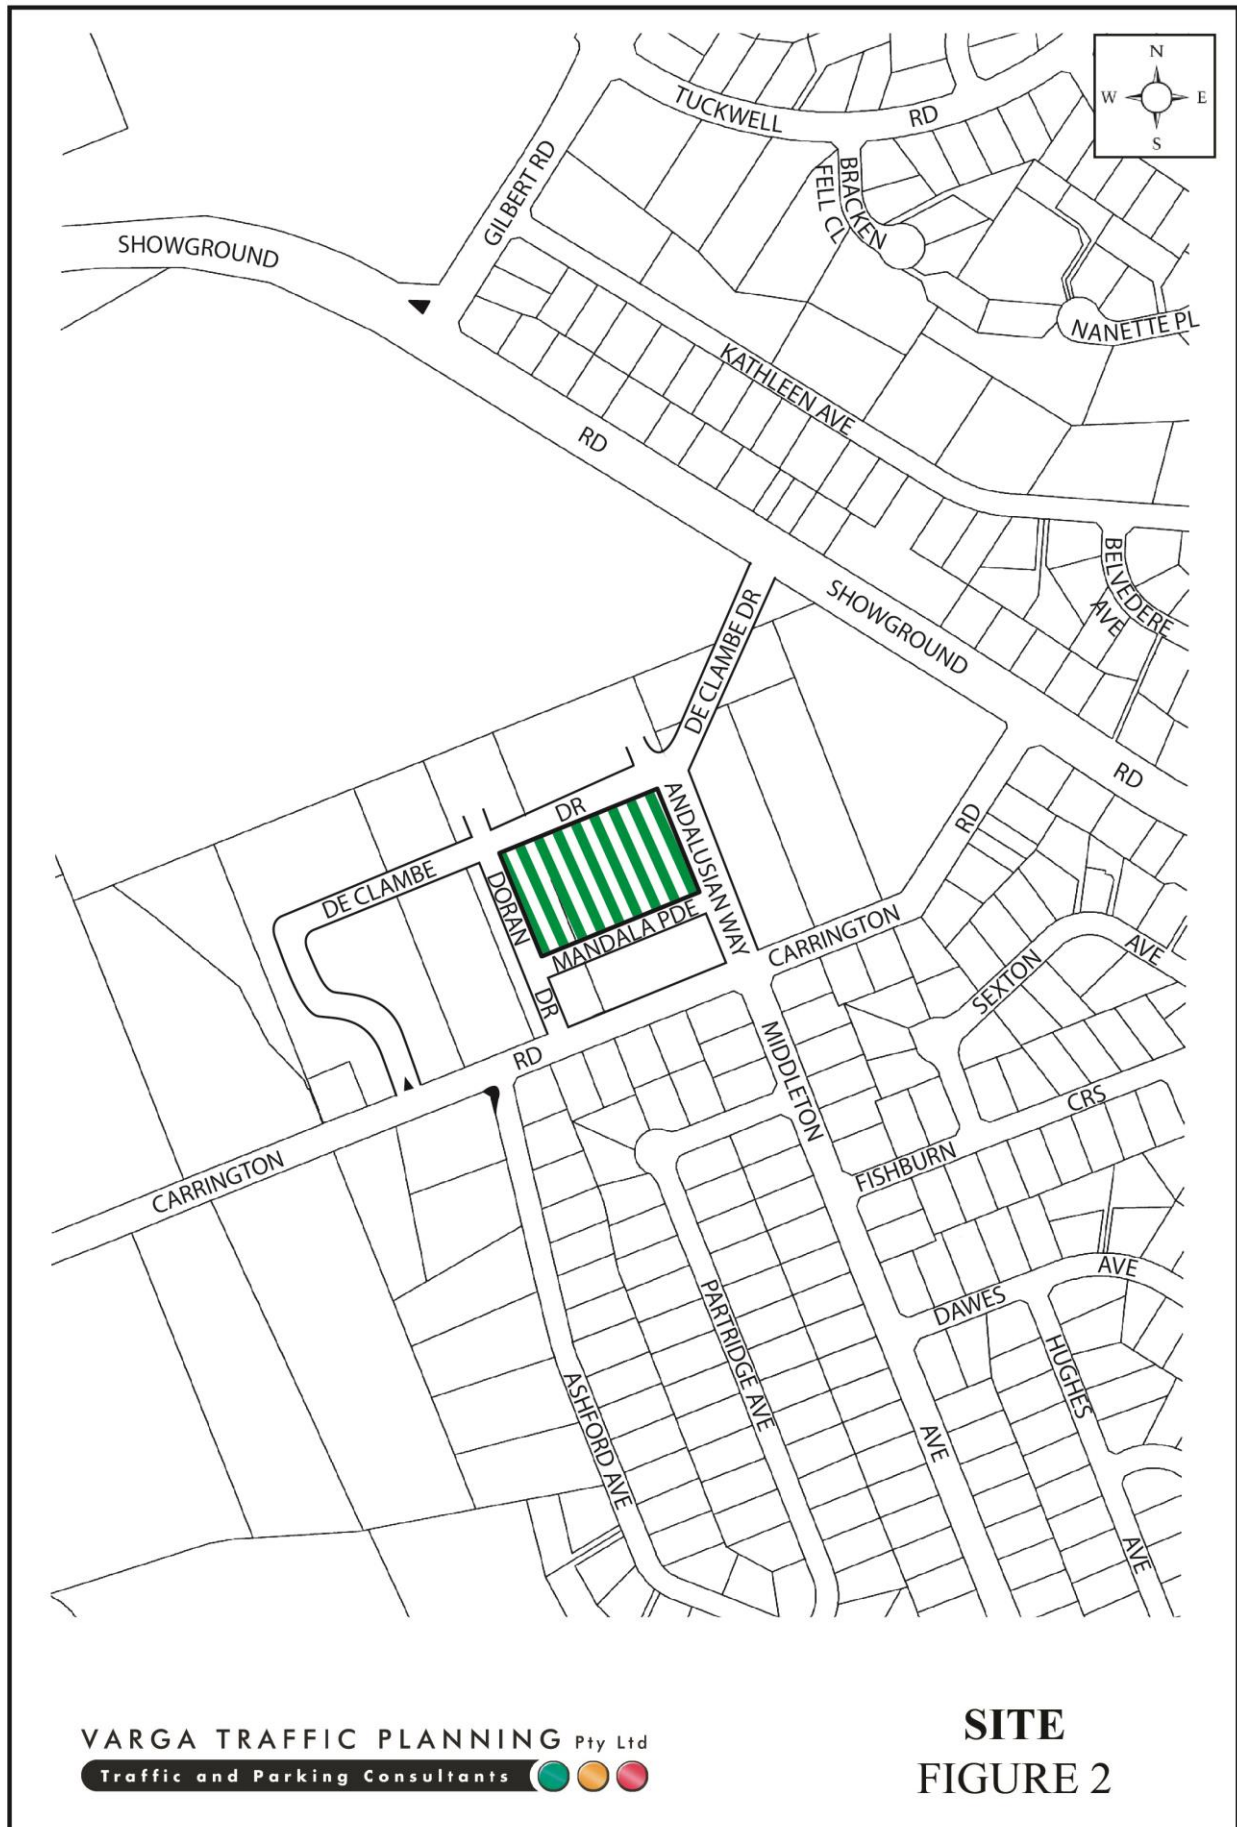 N
W E
S
TUCKWELL
RD
GILBERT RD
BRACKEN
FELL CL
SHOWGROUND
NANETTE PL
KATHLEEN AVE
RD
BELVEDERE
AVE
SHOWGROUND
DE CLAMBE DR
RD
DR
ANDALUSIAN WAY
RD
DE CLAMBE
DORAN
MANDALA PDE
CARRINGTON
SEXTON
AVE
DR
RD
MIDDLETON
CRS
FISHBURN
CARRINGTON
AVE
DAWES
PARTRIDGE AVE
HUGHES
ASHFORD AVE
AVE
AVE
VARGA TRAFFIC PLANNING Pty Ltd
Traffic and Parking Consultants
SITE
FIGURE 2